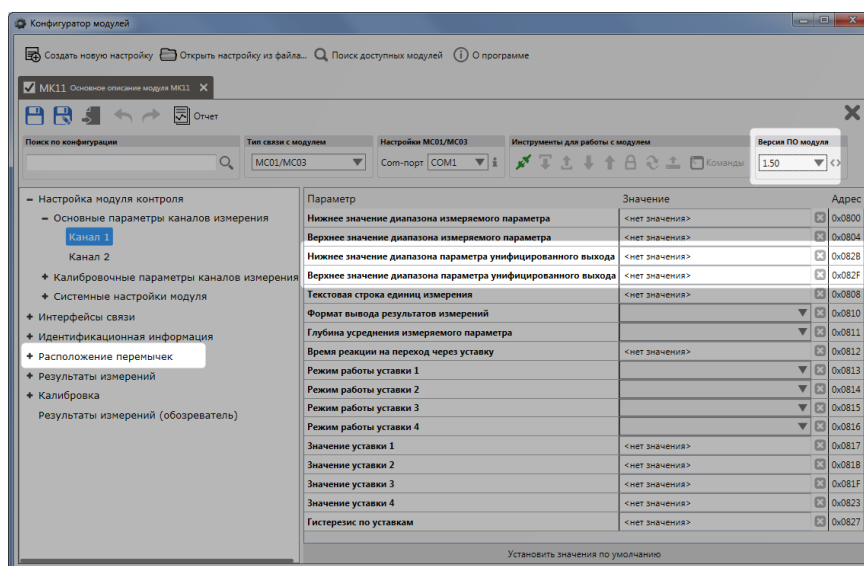 Конфигуратор модулей
Создать новую настройку Открыть настройку из файла... Поиск доступных модулей О программе
МК11 Основное описание модуля МК11 X
Отчет
Поиск по конфигурации
Тип связи с модулем
MC01/MC03
Настройки MC01/MC03
Com-порт COM1
Инструменты для работы с модулем
Команды
Версия ПО модуля
1.50
Настройка модуля контроля
Основные параметры каналов измерения
Канал 1
Канал 2
Калибровочные параметры каналов измерения
Системные настройки модуля
Интерфейсы связи
Идентификационная информация
Расположение перемычек
Результаты измерений
Калибровка
Результаты измерений (обозреватель)
Параметр Значение Адрес
Нижнее значение диапазона измеряемого параметра <нет значения> 0x0800
Верхнее значение диапазона измеряемого параметра <нет значения> 0x0804
Нижнее значение диапазона параметра унифицированного выхода <нет значения> 0x082B
Верхнее значение диапазона параметра унифицированного выхода <нет значения> 0x082F
Текстовая строка единиц измерения <нет значения> 0x0808
Формат вывода результатов измерений 0x0810
Глубина усреднения измеряемого параметра 0x0811
Время реакции на переход через уставку <нет значения> 0x0812
Режим работы уставки 1 0x0813
Режим работы уставки 2 0x0814
Режим работы уставки 3 0x0815
Режим работы уставки 4 0x0816
Значение уставки 1 <нет значения> 0x0817
Значение уставки 2 <нет значения> 0x081B
Значение уставки 3 <нет значения> 0x081F
Значение уставки 4 <нет значения> 0x0823
Гистерезис по уставкам <нет значения> 0x0827
Установить значения по умолчанию